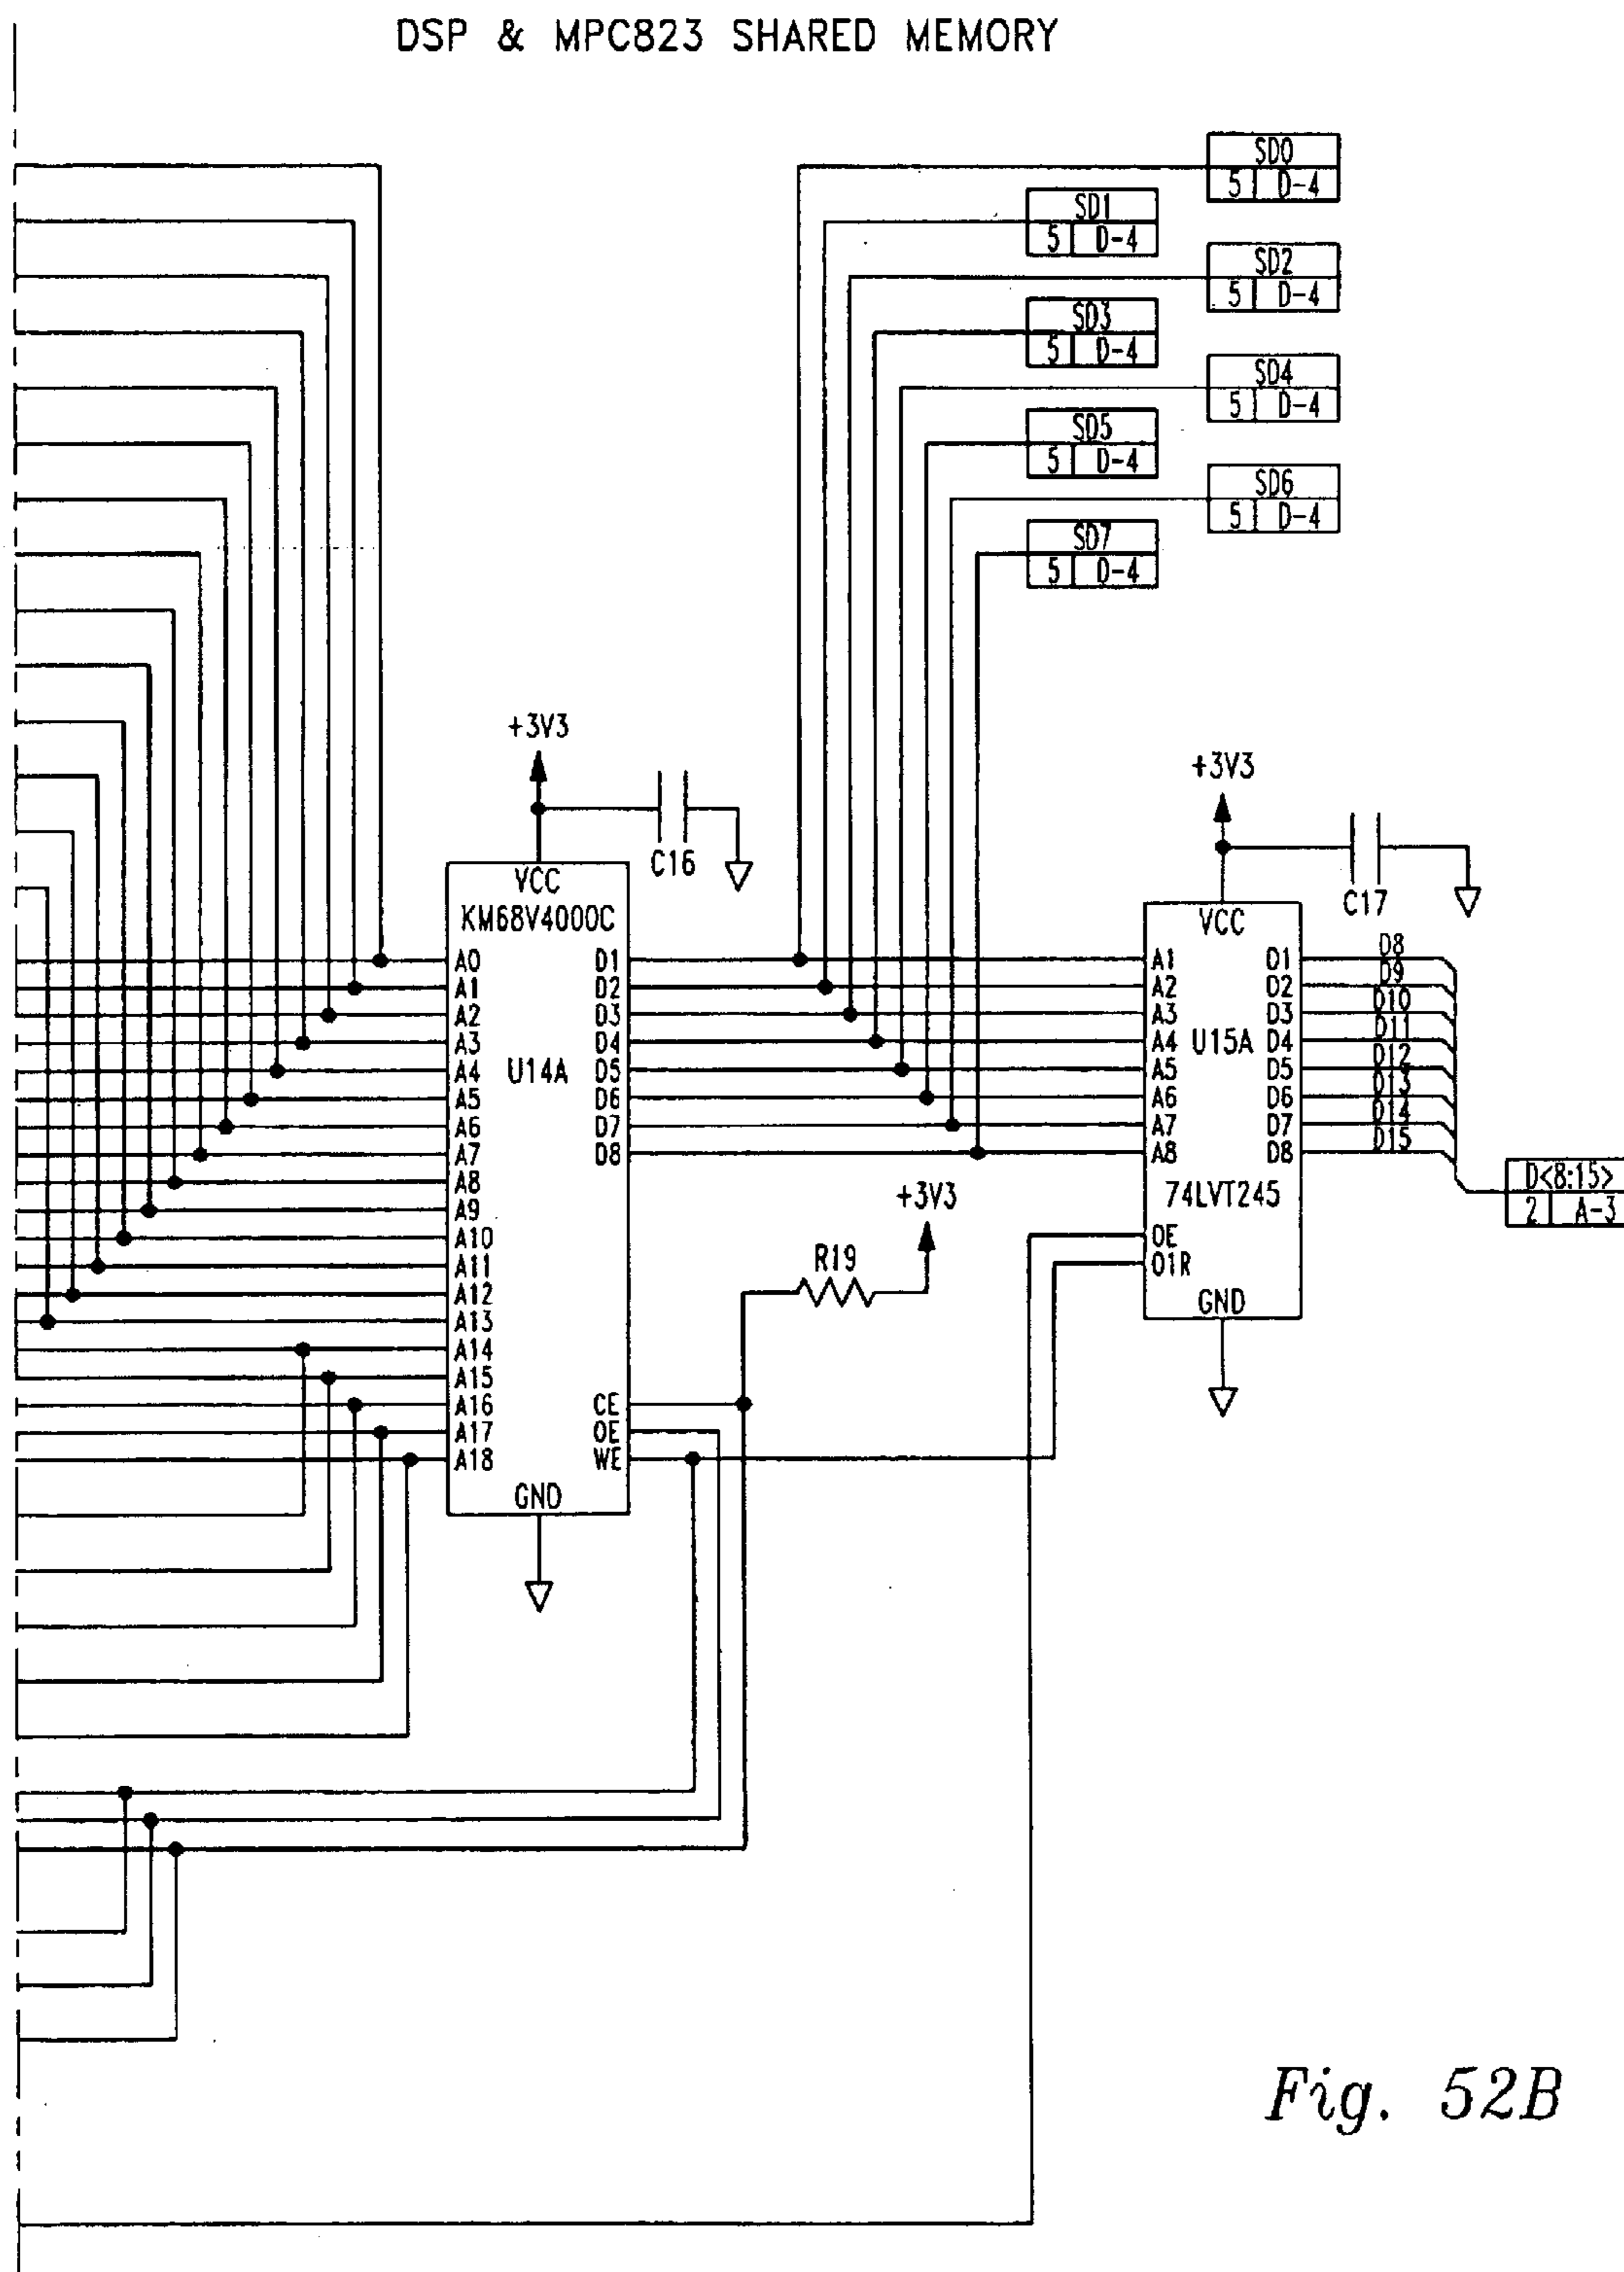 DSP & MPC823 SHARED MEMORY
SD0
5 D-4
SD1
5 D-4
SD2
5 D-4
SD3
5 D-4
SD4
5 D-4
SD5
5 D-4
SD6
5 D-4
SD7
5 D-4
+3V3
C16
VCC
KM68V4000C
A0 D1
A1 D2
A2 D3
A3 D4
A4 U14A D5
A5 D6
A6 D7
A7 D8
A8
A9
A10
A11
A12
A13
A14
A15
A16 CE
A17 OE
A18 WE
GND
+3V3
R19
+3V3
C17
VCC
A1 D1 D8
A2 D2 D9
A3 D3 D10
A4 U15A D4 D11
A5 D5 D12
A6 D6 D13
A7 D7 D14
A8 D8 D15
74LVT245
OE
01R
GND
D<8:15>
2 A-3
Fig. 52B